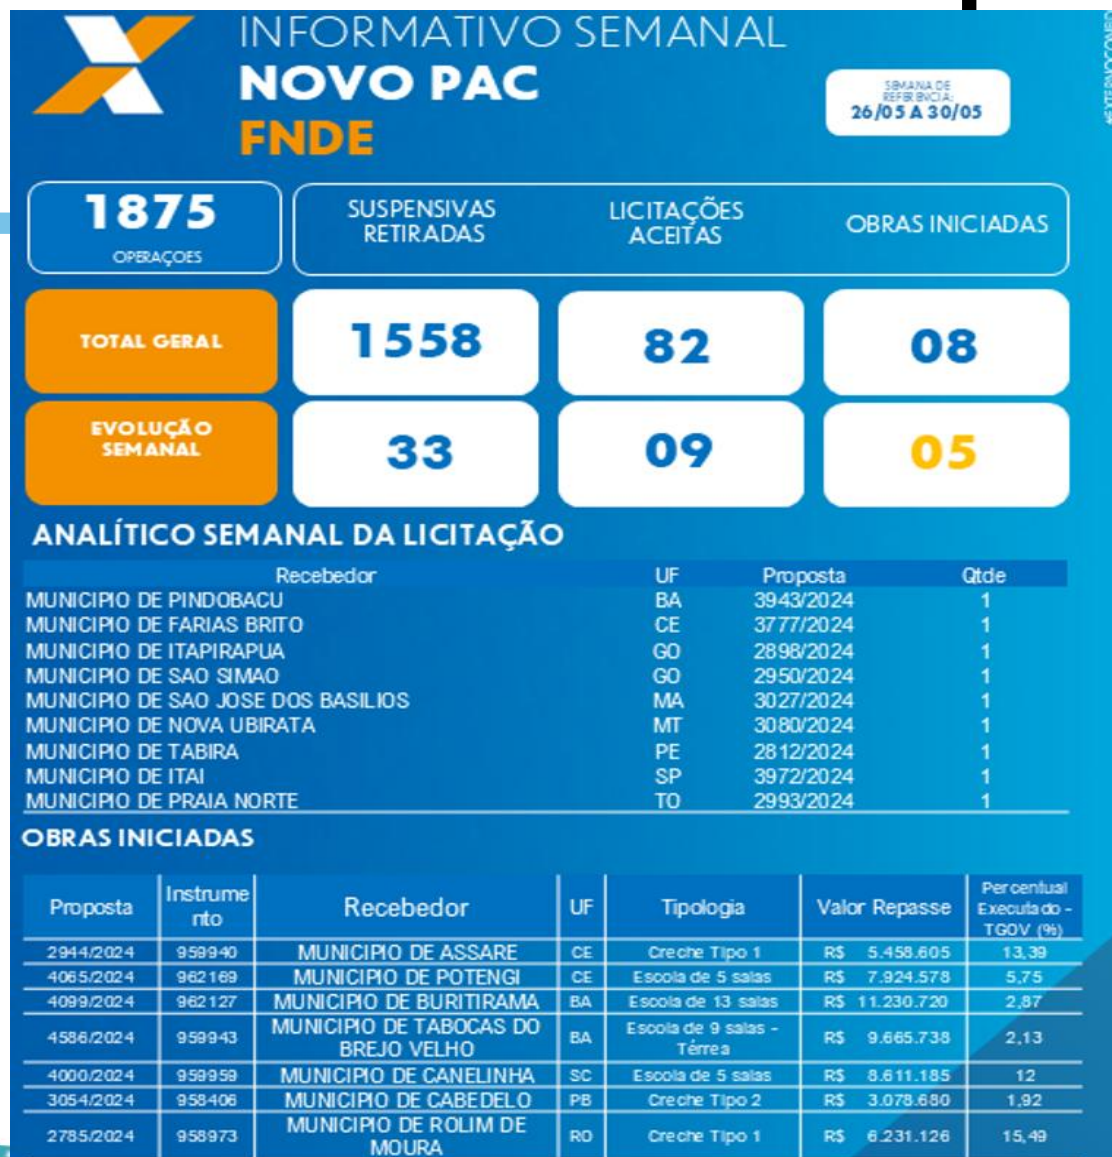 INFORMATIVO SEMANAL
NOVO PAC
FNDE
SEMANA DE
REFERENCIA:
26/05 A 30/05
#EXTERNO.CONFID
1875
OPERAÇOES
SUSPENSIVAS
RETIRADAS
LICITAÇÕES
ACEITAS
OBRAS INICIADAS
TOTAL GERAL
1558
82
08
EVOLUÇÃO
SEMANAL
33
09
05
ANALÍTICO SEMANAL DA LICITAÇÃO
Recebedor UF Proposta Qtde
MUNICIPIO DE PINDOBACU BA 3943/2024 1
MUNICIPIO DE FARIAS BRITO CE 3777/2024 1
MUNICIPIO DE ITAPIRAPUA GO 2898/2024 1
MUNICIPIO DE SAO SIMAO GO 2950/2024 1
MUNICIPIO DE SAO JOSE DOS BASILIOS MA 3027/2024 1
MUNICIPIO DE NOVA UBIRATA MT 3080/2024 1
MUNICIPIO DE TABIRA PE 2812/2024 1
MUNICIPIO DE ITAI SP 3972/2024 1
MUNICIPIO DE PRAIA NORTE TO 2993/2024 1
OBRAS INICIADAS
Proposta Instrume
nto Recebedor UF Tipologia Valor Repasse Percentual
Executado -
TGOV (%)
2944/2024 959940 MUNICIPIO DE ASSARE CE Creche Tipo 1 R$ 5.458.605 13,39
4065/2024 962169 MUNICIPIO DE POTENGI CE Escola de 5 salas R$ 7.924.578 5,75
4099/2024 962127 MUNICIPIO DE BURITIRAMA BA Escola de 13 salas R$ 11.230.720 2,87
4586/2024 959943 MUNICIPIO DE TABOCAS DO
BREJO VELHO BA Escola de 9 salas -
Térrea R$ 9.665.738 2,13
4000/2024 959959 MUNICIPIO DE CANELINHA SC Escola de 5 salas R$ 8.611.185 12
3054/2024 958406 MUNICIPIO DE CABEDELO PB Creche Tipo 2 R$ 3.078.680 1,92
2785/2024 958973 MUNICIPIO DE ROLIM DE
MOURA RO Creche Tipo 1 R$ 6.231.126 15,49